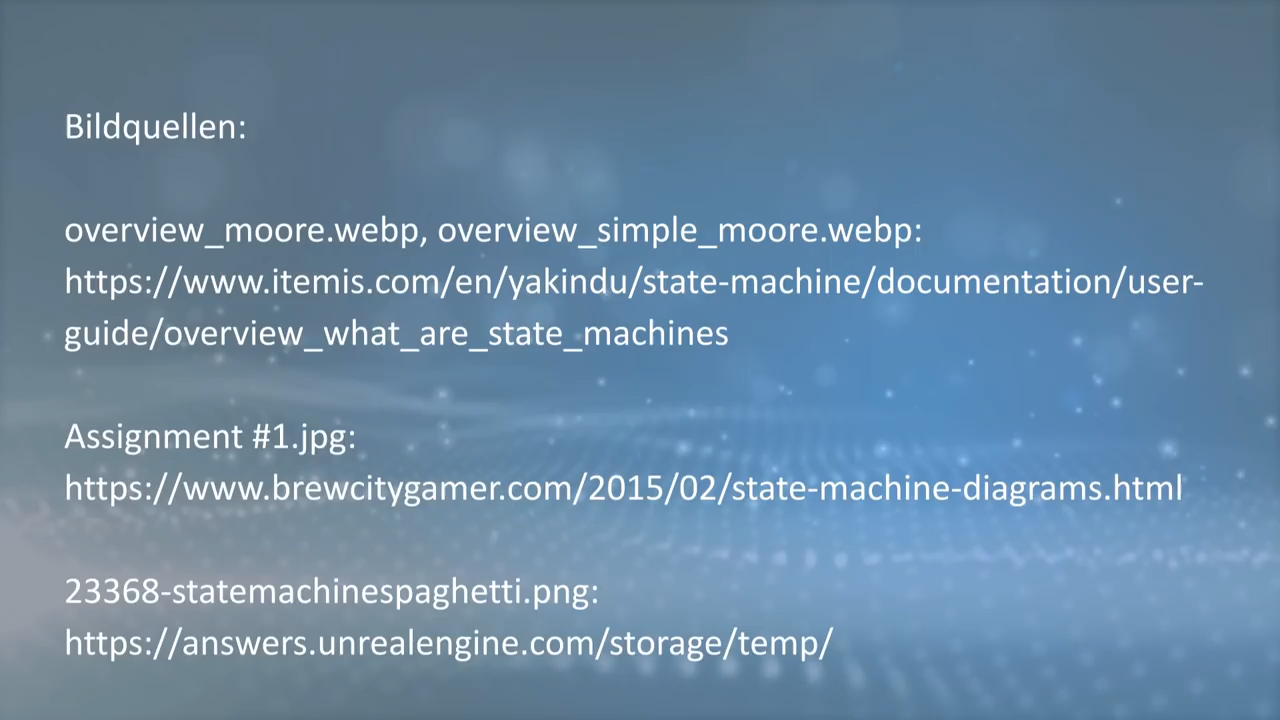 Bildquellen:
overview_moore.webp, overview_simple_moore.webp:
https://www.itemis.com/en/yakindu/state-machine/documentation/user-
guide/overview_what_are_state_machines
Assignment #1.jpg:
https://www.brewcitygamer.com/2015/02/state-machine-diagrams.html
23368-statemachinespaghetti.png:
https://answers.unrealengine.com/storage/temp/